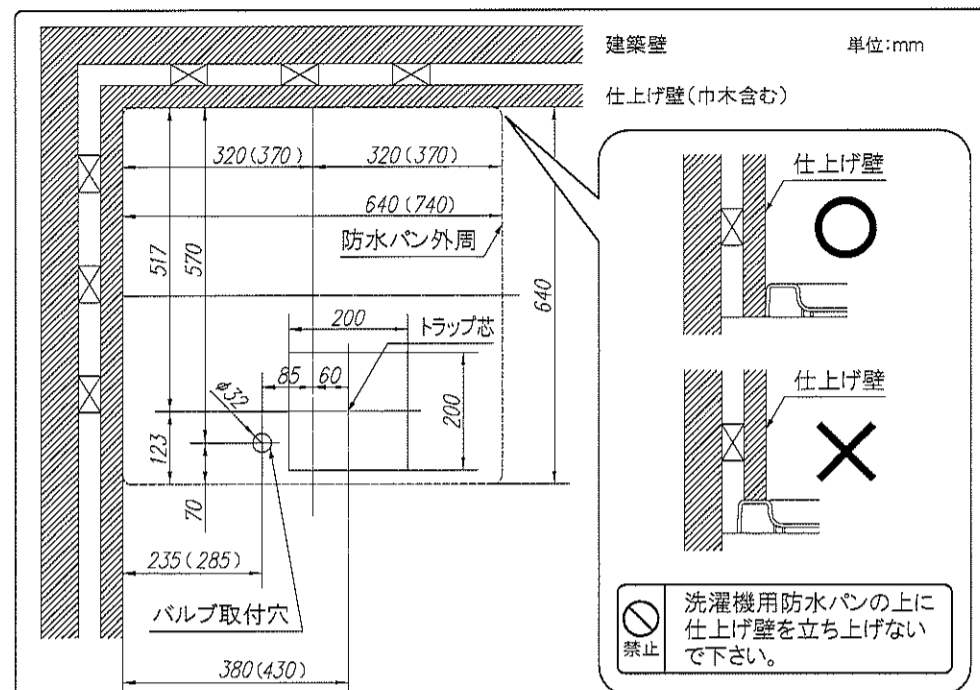 建築壁 単位:mm
仕上げ壁(巾木含む)
320(370) 320(370)
640(740)
防水パン外周
517
570
640
200
トラップ芯
85 60
φ32
200
123
70
235(285)
バルブ取付穴
380(430)
仕上げ壁
仕上げ壁
禁止
洗濯機用防水パンの上に
仕上げ壁を立ち上げない
で下さい。